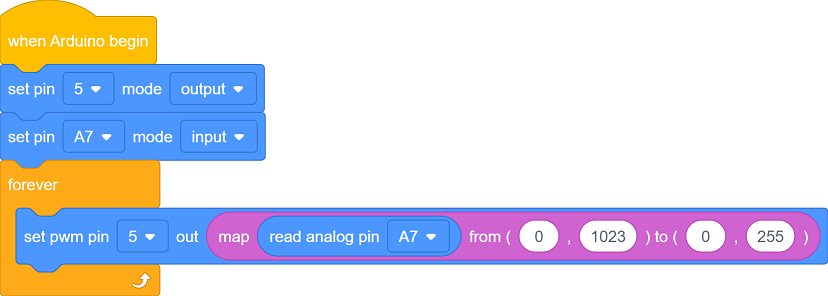 when Arduino begin
set pin 5 mode output
set pin A7 mode input
forever
set pwm pin 5 out map read analog pin A7 from ( 0 , 1023 ) to ( 0 , 255 )